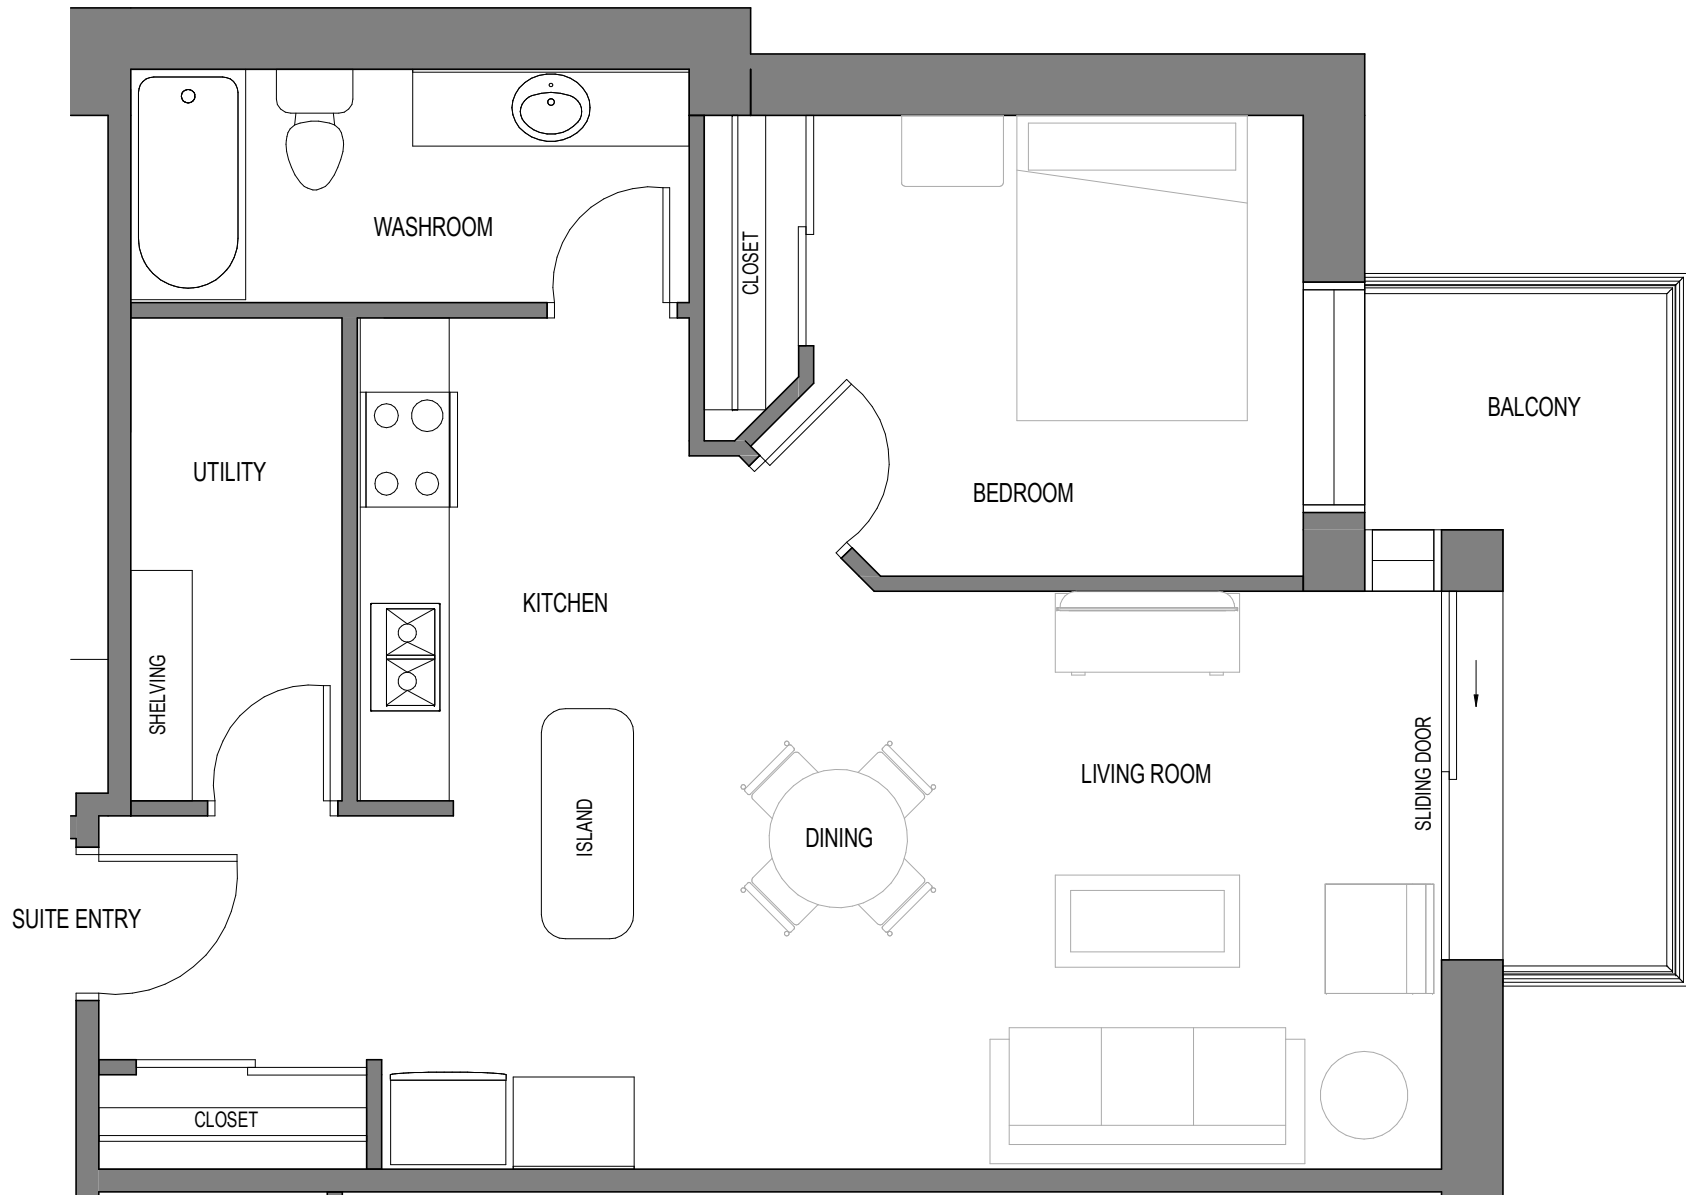 WASHROOM
CLOSET
BALCONY
UTILITY
BEDROOM
KITCHEN
SHELVING
LIVING ROOM
SLIDING DOOR
ISLAND
DINING
SUITE ENTRY
CLOSET